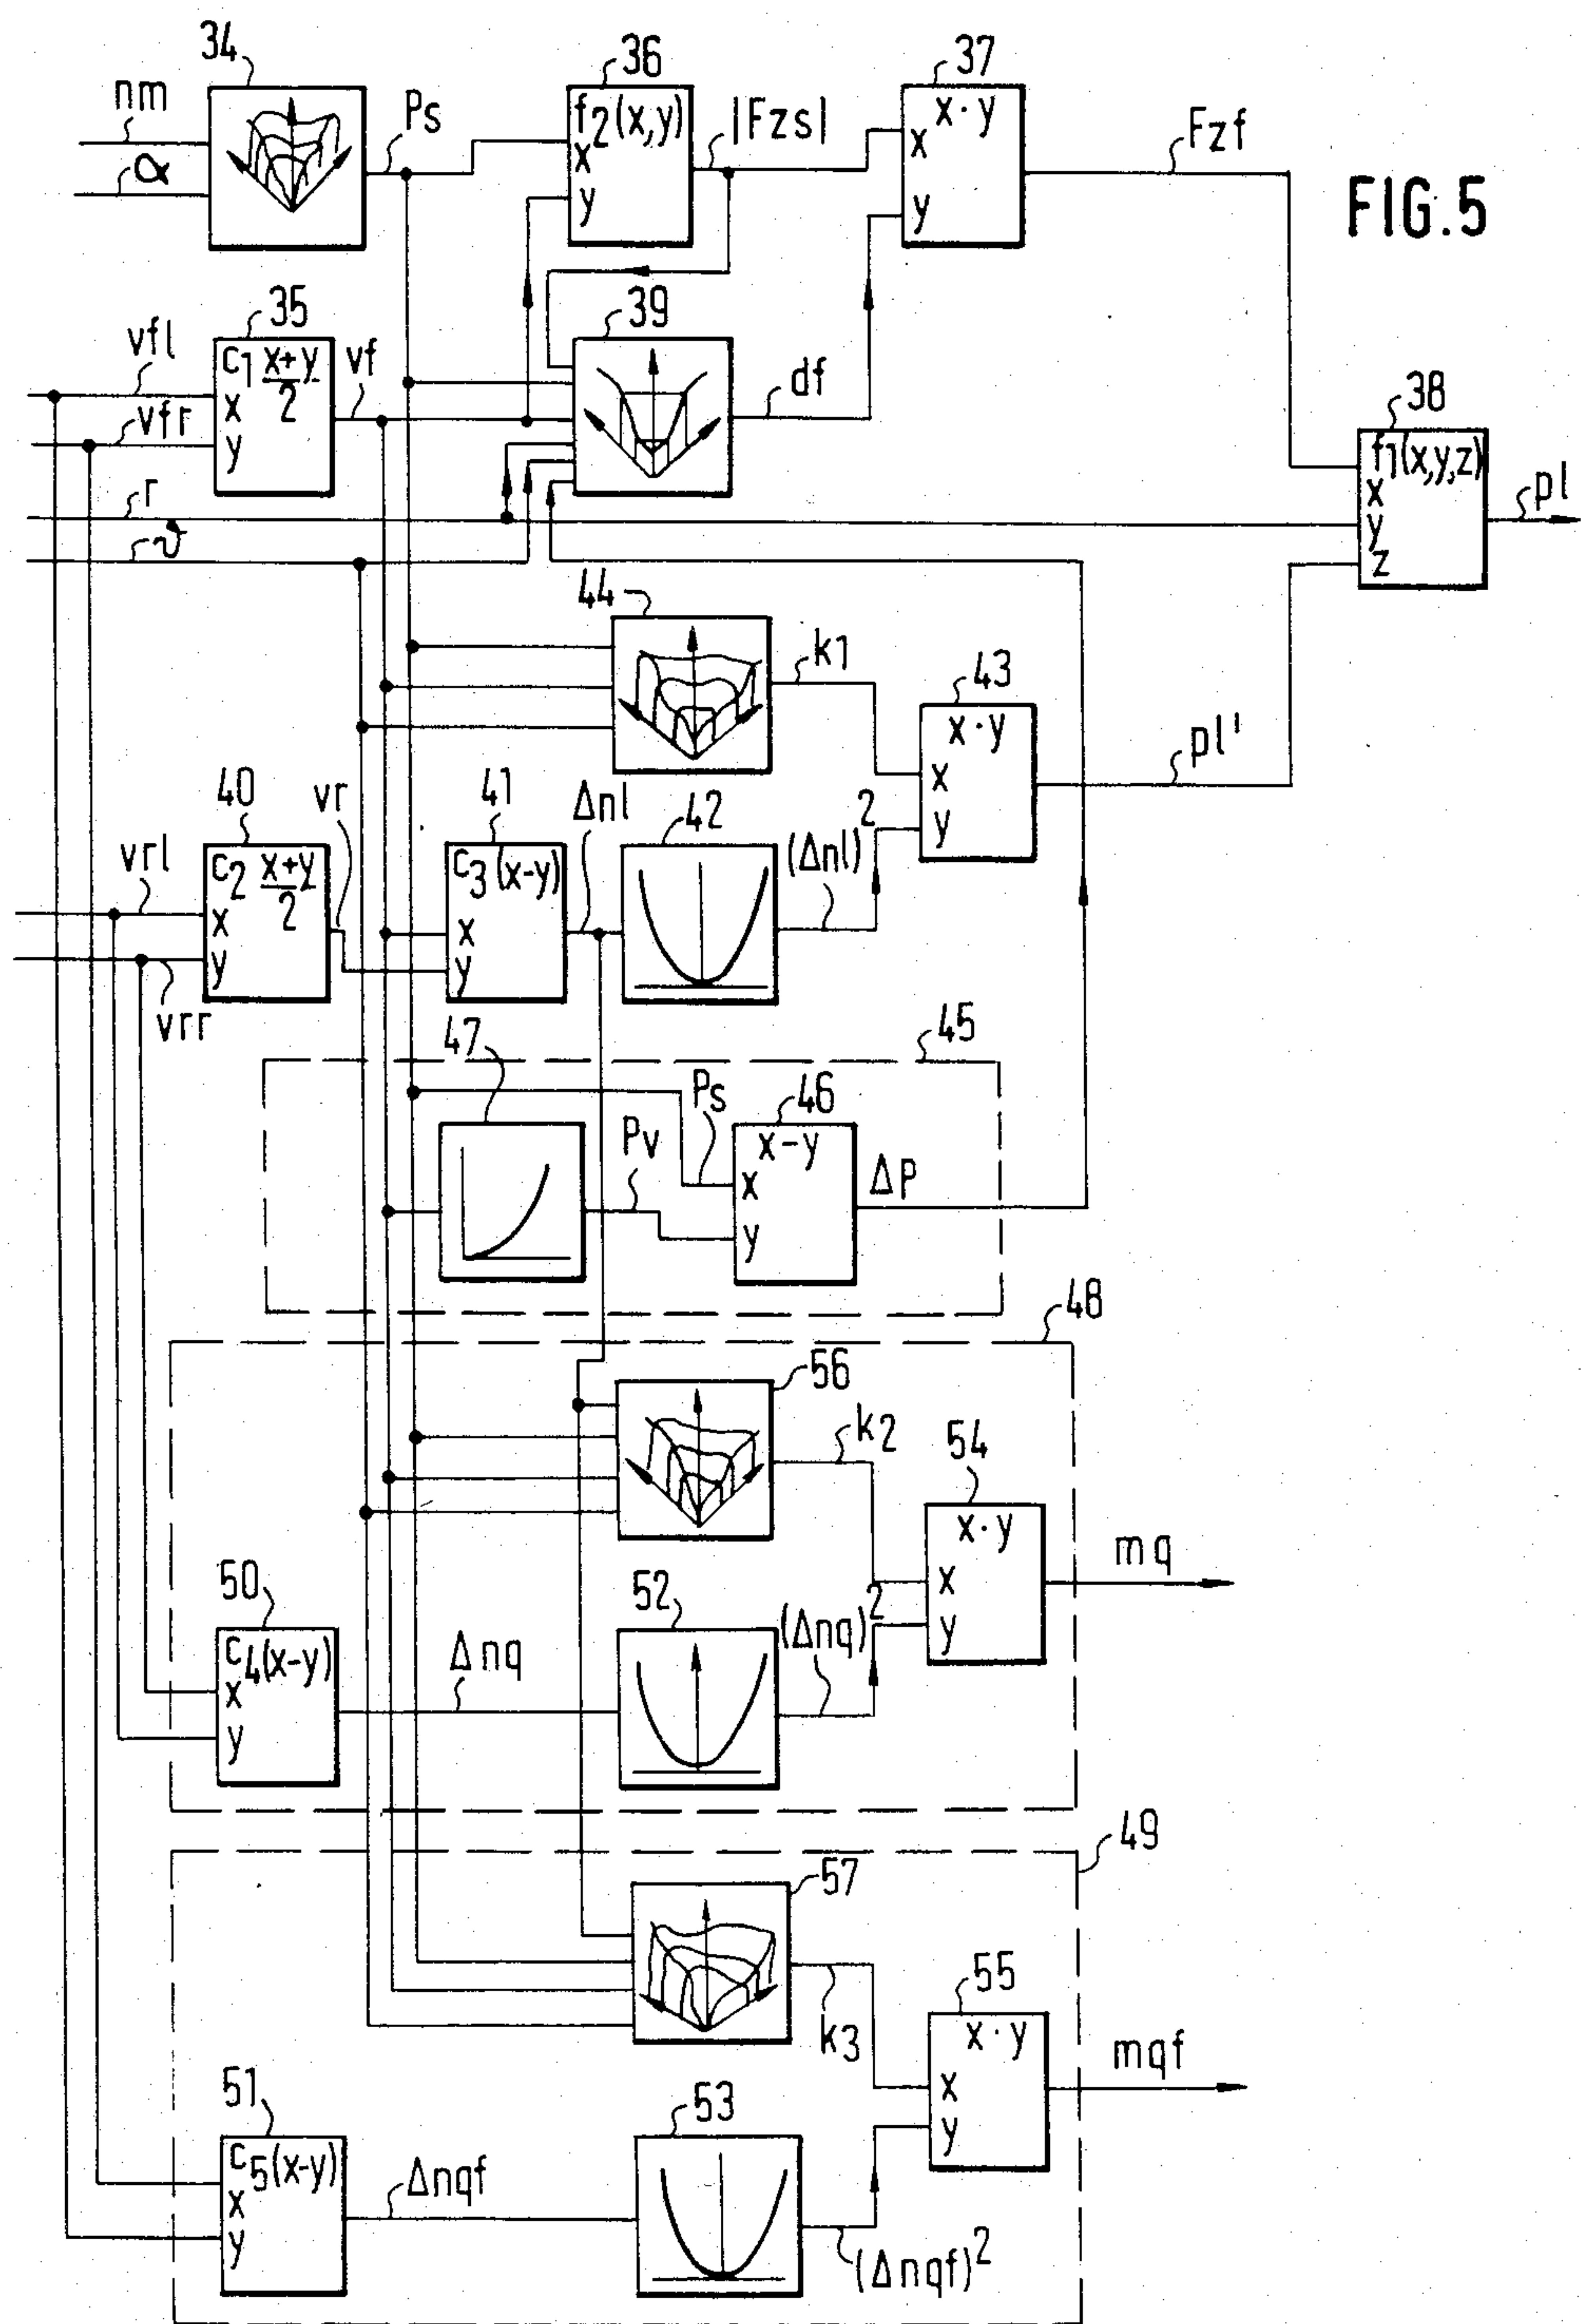 FIG.5
34
nm
α
Ps
36
f2(x,y)
x
y
|Fzs|
37
x·y
x
y
Fzf
35
vfl
vfr
c1 x+y/2
x
y
vf
39
df
38
f1(x,y,z)
x
y
z
pl
r
ϑ
44
k1
43
x·y
x
y
pl'
40
vrl
vrr
c2 x+y/2
x
y
vr
41
c3(x-y)
x
y
Δnl
42
(Δnl)2
45
47
Pv
Ps
46
x-y
x
y
ΔP
48
56
k2
54
x·y
x
y
mq
50
c4(x-y)
x
y
Δnq
52
(Δnq)2
49
57
k3
55
x·y
x
y
mqf
51
c5(x-y)
x
y
Δnqf
53
(Δnqf)2